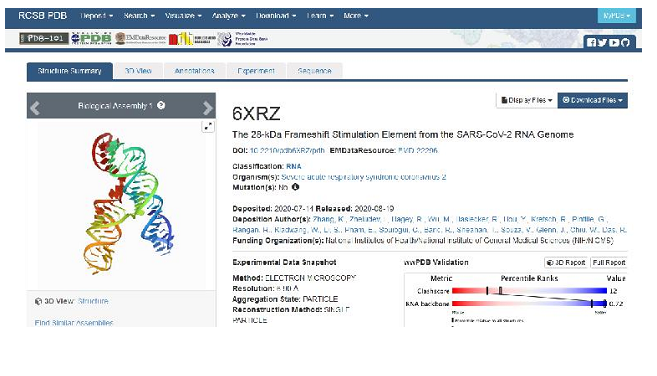 RCSB PDB Deposit Search Visualize Analyze Download Learn More MyPDB
PDB-101 PDB EMDataResource
Structure Summary 3D View Annotations Experiment Sequence
Biological Assembly 1
Display Files Download Files
6XRZ
The 28-kDa Frameshift Stimulation Element from the SARS-CoV-2 RNA Genome
DOI: 10.2210/pdb6XRZ/pdb EMDataResource: EMD-22296
Classification: RNA
Organism(s): Severe acute respiratory syndrome coronavirus 2
Mutation(s): No
Deposited: 2020-07-14 Released: 2020-08-19
Deposition Author(s): Zhang, K., Zheludev, I., Hagey, R., Wu, M., Haslecker, R., Hou, Y., Kretsch, R., Pintilie, G.,
Rangan, R., Kladwang, W., Li, S., Pham, E., Souibgui, C., Baric, R., Sheahan, T., Souza, V., Glenn, J., Chiu, W., Das, R.
Funding Organization(s): National Institutes of Health/National Institute of General Medical Sciences (NIH/NIGMS)
Experimental Data Snapshot
Method: ELECTRON MICROSCOPY
Resolution: 6.90 Å
Aggregation State: PARTICLE
Reconstruction Method: SINGLE
PARTICLE
wwPDB Validation 3D Report Full Report
Metric Percentile Ranks Value
Clashscore 12
RNA backbone 0.72
Worse Better
Percentile relative to all structures
3D View: Structure
Find Similar Assemblies